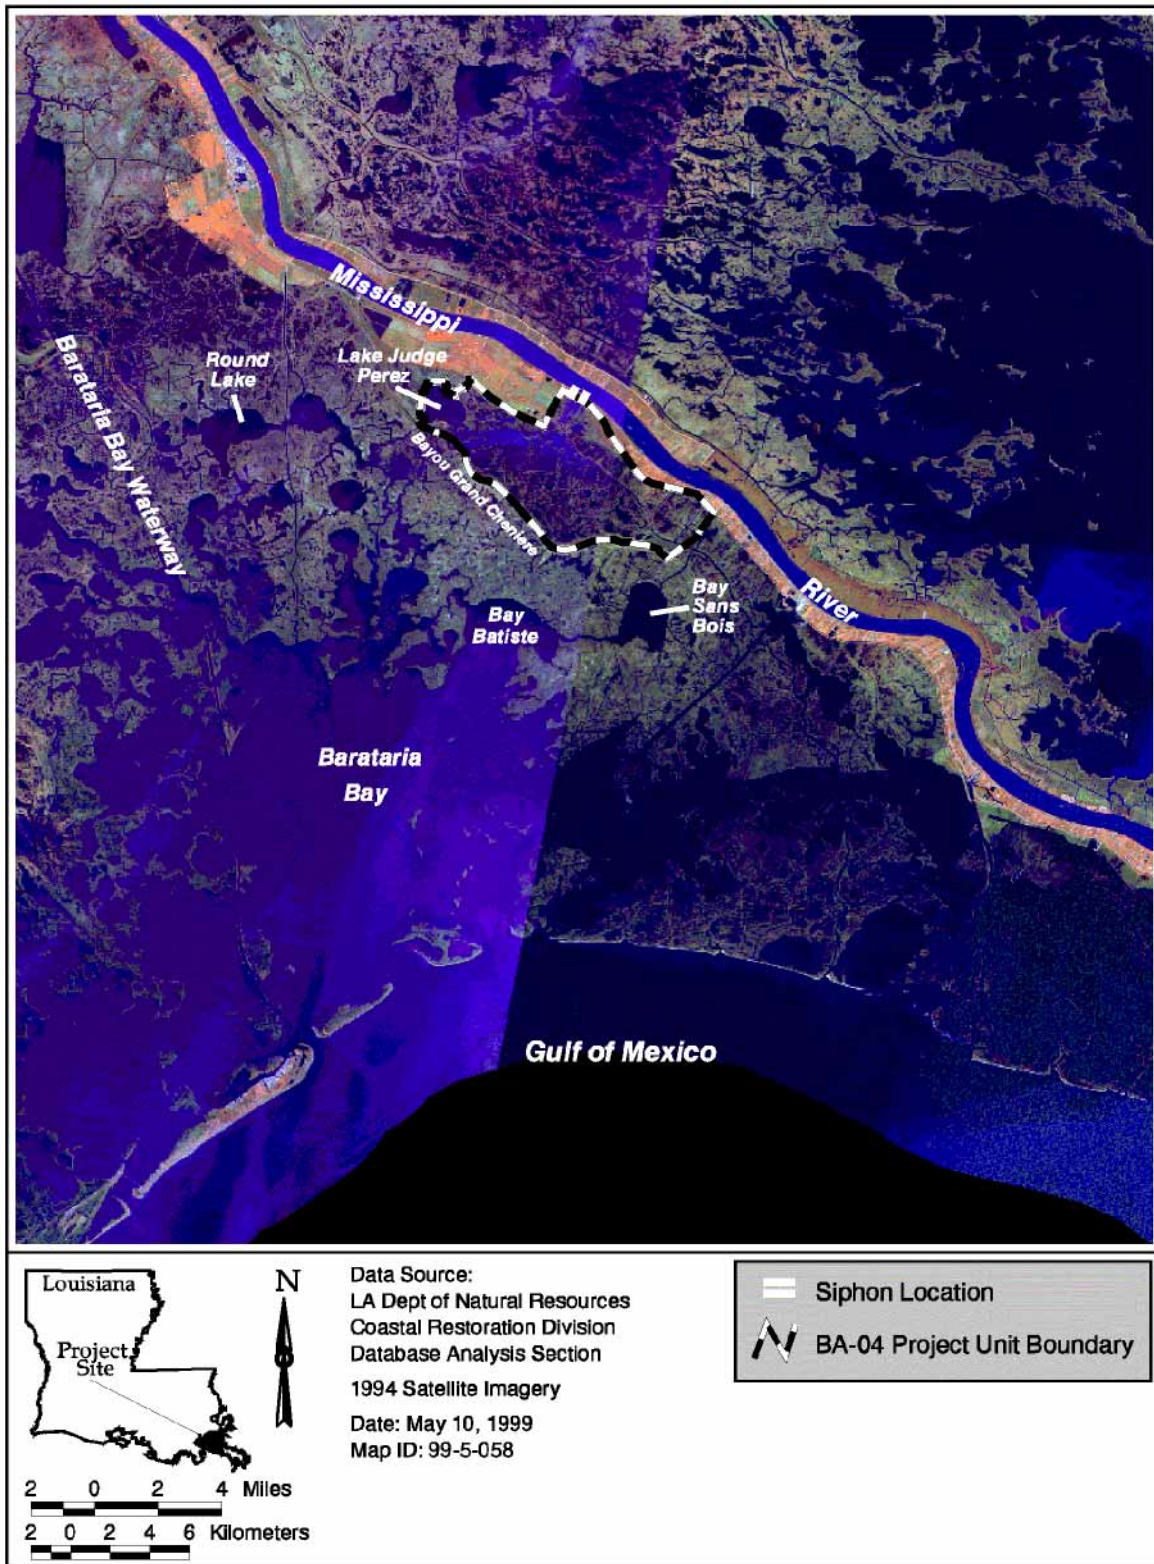 Mississippi
Round
Lake
Lake Judge
Perez
Barataria Bay Waterway
Bayou Grand Cheniere
Bay
Sans
Bois
River
Bay
Batiste
Barataria
Bay
Gulf of Mexico
Louisiana
Project
Site
N
Data Source:
LA Dept of Natural Resources
Coastal Restoration Division
Database Analysis Section
1994 Satellite Imagery
Date: May 10, 1999
Map ID: 99-5-058
Siphon Location
BA-04 Project Unit Boundary
2 0 2 4 Miles
2 0 2 4 6 Kilometers